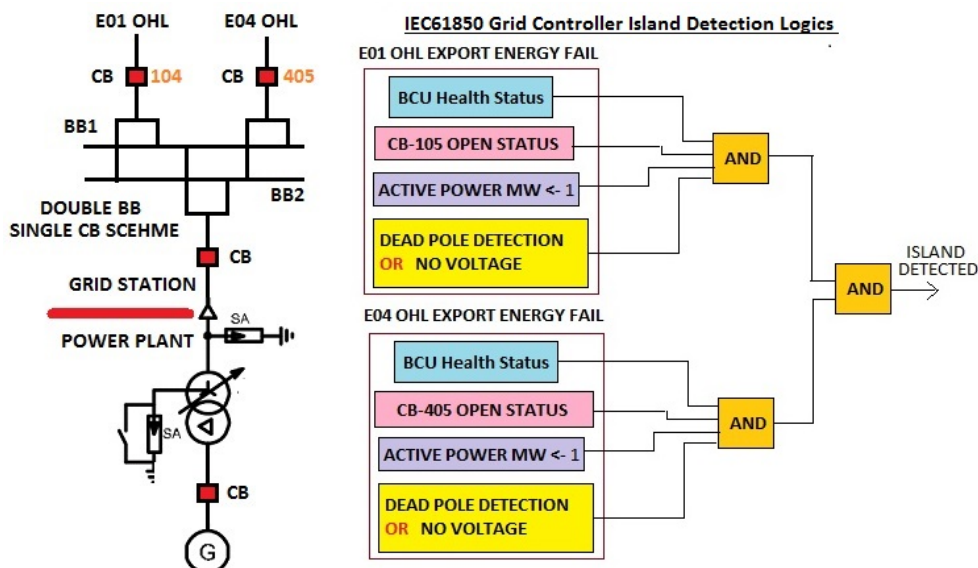 E01 OHL
E04 OHL
CB
104
CB
405
BB1
BB2
DOUBLE BB
SINGLE CB SCEHME
CB
GRID STATION
SA
POWER PLANT
SA
CB
G
IEC61850 Grid Controller Island Detection Logics
E01 OHL EXPORT ENERGY FAIL
BCU Health Status
CB-105 OPEN STATUS
ACTIVE POWER MW <- 1
DEAD POLE DETECTION
OR NO VOLTAGE
AND
E04 OHL EXPORT ENERGY FAIL
BCU Health Status
CB-405 OPEN STATUS
ACTIVE POWER MW <- 1
DEAD POLE DETECTION
OR NO VOLTAGE
AND
AND
ISLAND
DETECTED